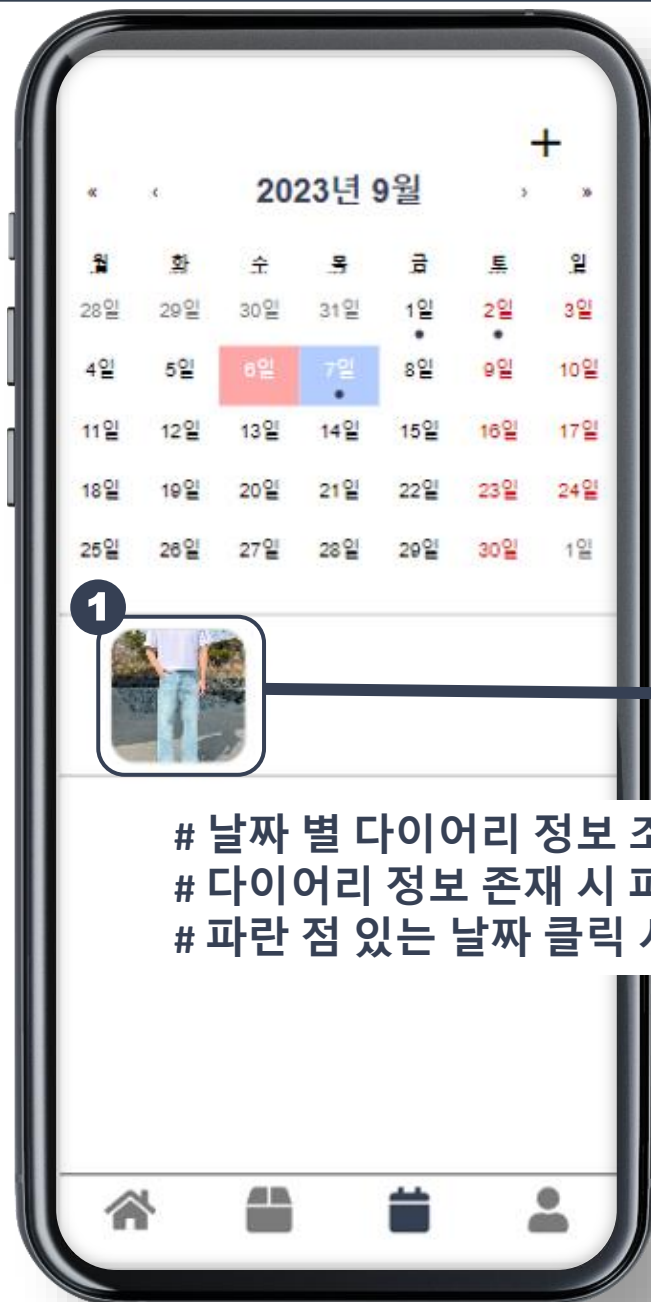 +
« ‹ 2023년 9월 › »
월 화 수 목 금 토 일
28일 29일 30일 31일 1일 2일 3일
4일 5일 6일 7일 8일 9일 10일
11일 12일 13일 14일 15일 16일 17일
18일 19일 20일 21일 22일 23일 24일
25일 26일 27일 28일 29일 30일 1일
1
# 날짜 별 다이어리 정보
# 다이어리 정보 존재 시
# 파란 점 있는 날짜 클릭